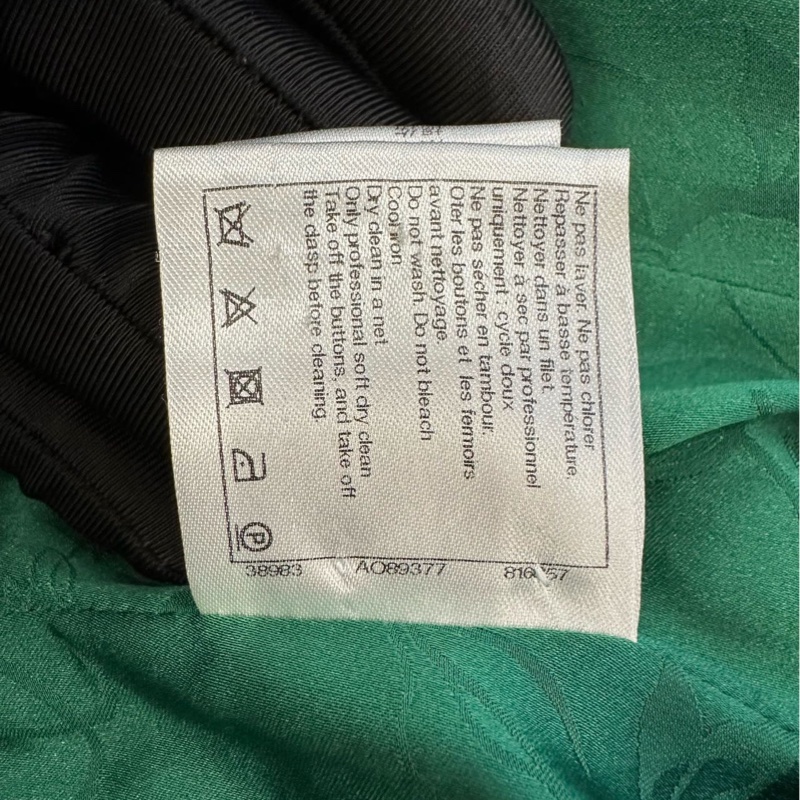 Ne pas laver. Ne pas chlorer
Repasser à basse température.
Nettoyer dans un filet.
Nettoyer à sec par professionnel
uniquement : cycle doux
Ne pas sécher en tambour.
Oter les boutons et les fermoirs
avant nettoyage.
Do not wash. Do not bleach
Cool iron.
Dry clean in a net.
Only professional soft dry clean
Take off the buttons, and take off
the clasp before cleaning.
P
38983 AO89377